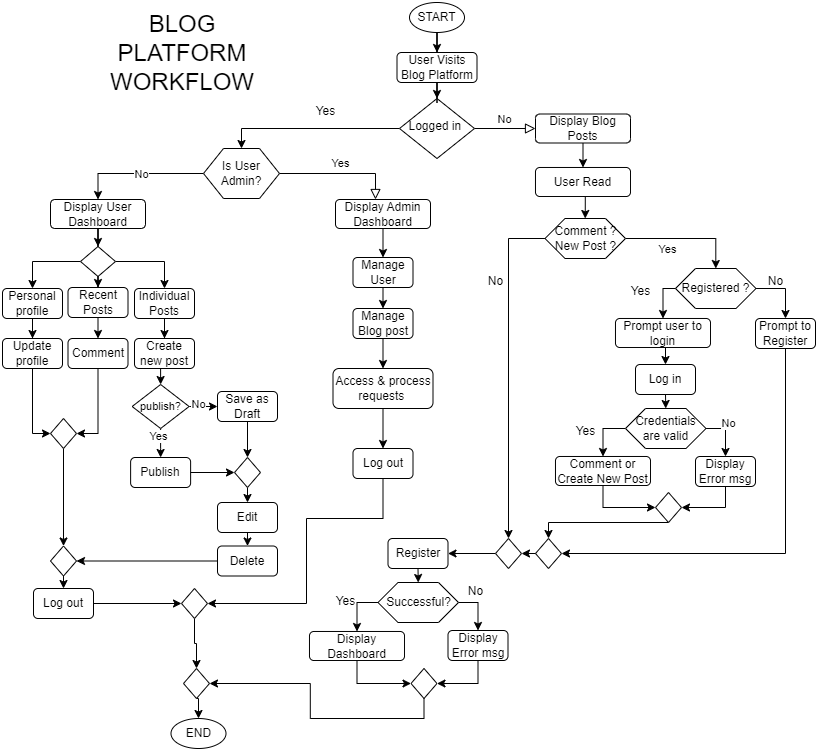 BLOG
PLATFORM
WORKFLOW
START
User Visits
Blog Platform
Logged in
Yes
No
Display Blog
Posts
User Read
Is User
Admin?
No
Yes
Display User
Dashboard
Display Admin
Dashboard
Comment ?
New Post ?
Yes
No
Manage
User
Registered ?
Yes
No
Personal
profile
Recent
Posts
Individual
Posts
Manage
Blog post
Prompt user to
login
Prompt to
Register
Update
profile
Comment
Create
new post
Access & process
requests
Log in
publish?
No
Save as
Draft
Yes
Credentials
are valid
Yes
No
Publish
Log out
Comment or
Create New Post
Display
Error msg
Edit
Delete
Register
Log out
Successful?
Yes
No
Display
Dashboard
Display
Error msg
END